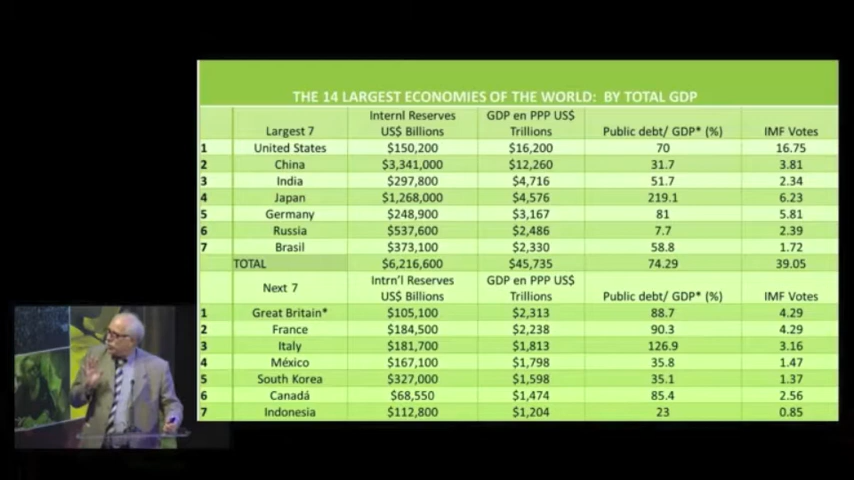 THE 14 LARGEST ECONOMIES OF THE WORLD: BY TOTAL GDP
Largest 7 Internl Reserves US$ Billions GDP en PPP US$ Trillions Public debt/ GDP* (%) IMF Votes
1 United States $150,200 $16,200 70 16.75
2 China $3,341,000 $12,260 31.7 3.81
3 India $297,800 $4,716 51.7 2.34
4 Japan $1,268,000 $4,576 219.1 6.23
5 Germany $248,900 $3,167 81 5.81
6 Russia $537,600 $2,486 7.7 2.39
7 Brasil $373,100 $2,330 58.8 1.72
TOTAL $6,216,600 $45,735 74.29 39.05
Next 7 Intrn'l Reserves US$ Billions GDP en PPP US$ Trillions Public debt/ GDP* (%) IMF Votes
1 Great Britain* $105,100 $2,313 88.7 4.29
2 France $184,500 $2,238 90.3 4.29
3 Italy $181,700 $1,813 126.9 3.16
4 México $167,100 $1,798 35.8 1.47
5 South Korea $327,000 $1,598 35.1 1.37
6 Canadá $68,550 $1,474 85.4 2.56
7 Indonesia $112,800 $1,204 23 0.85